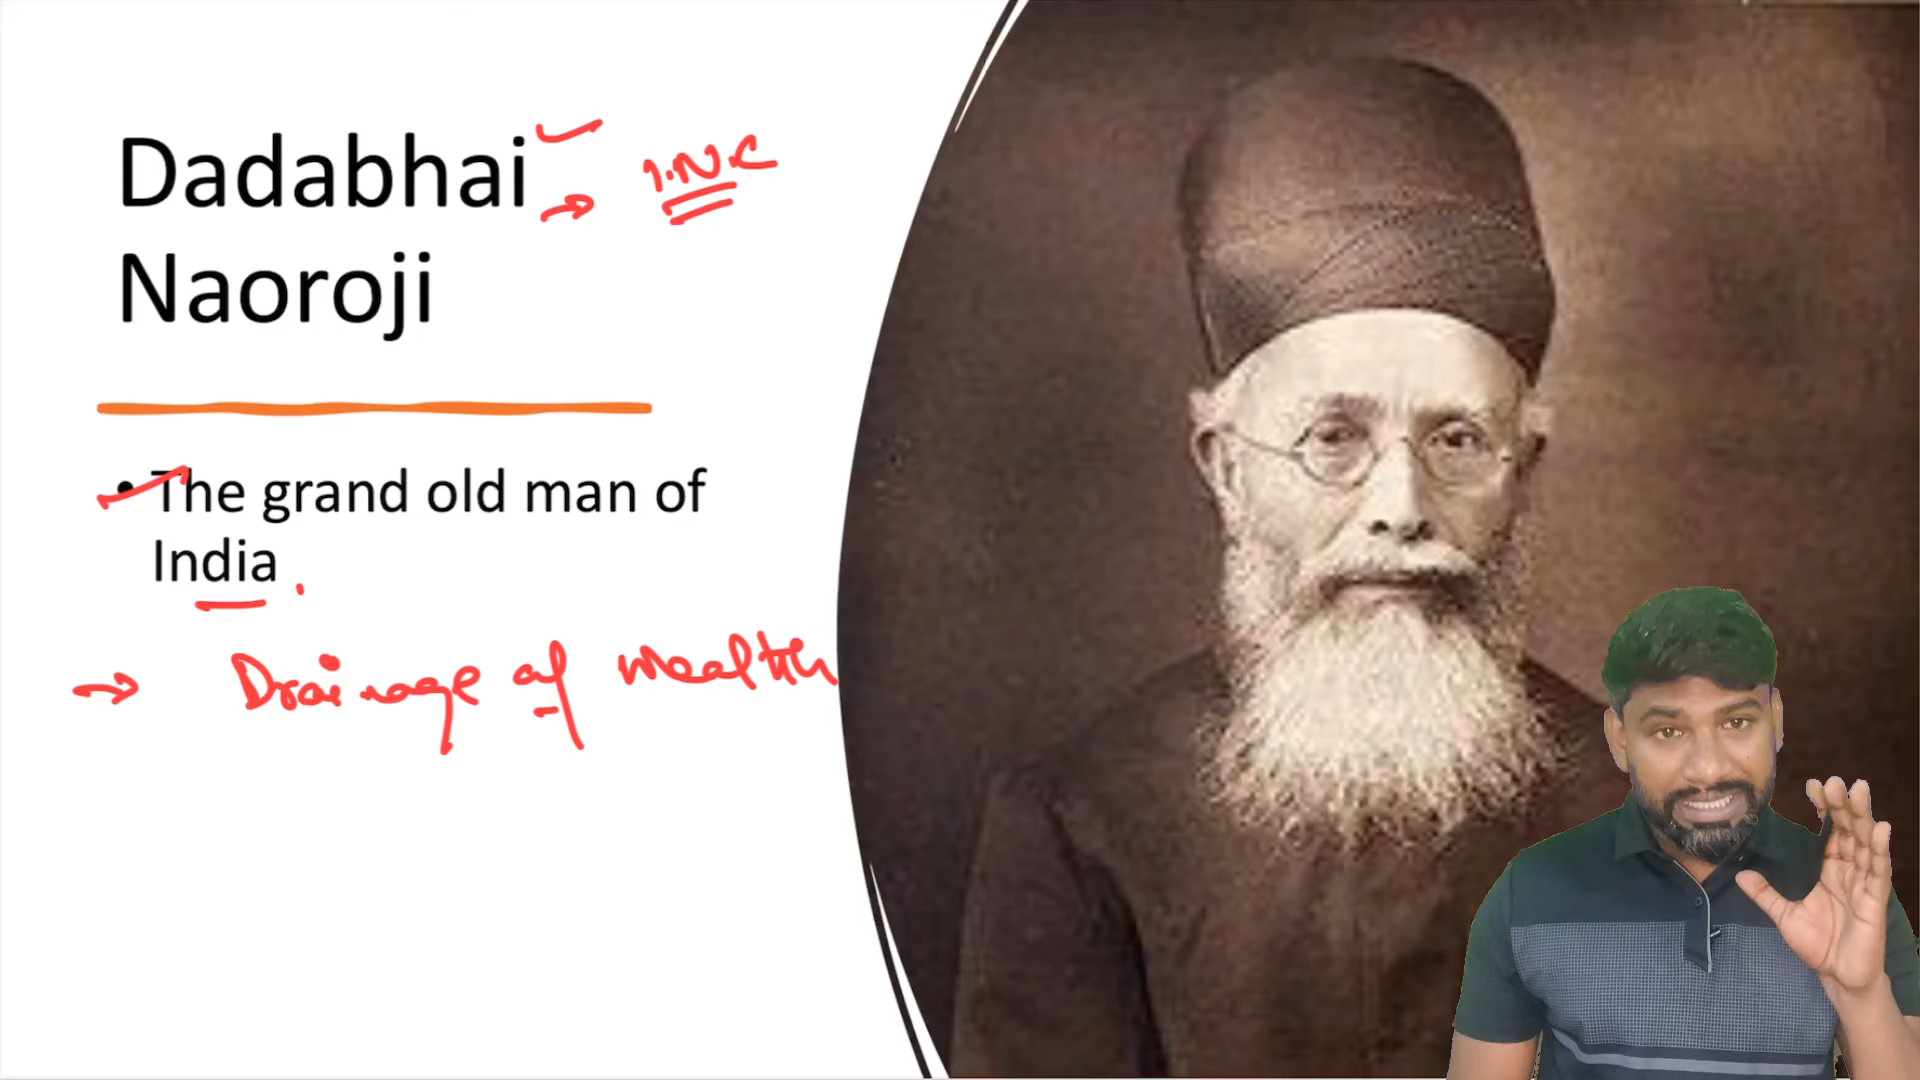 Dadabhai
I.N.C
Naoroji
• The grand old man of
India
→ Drainage of Wealth